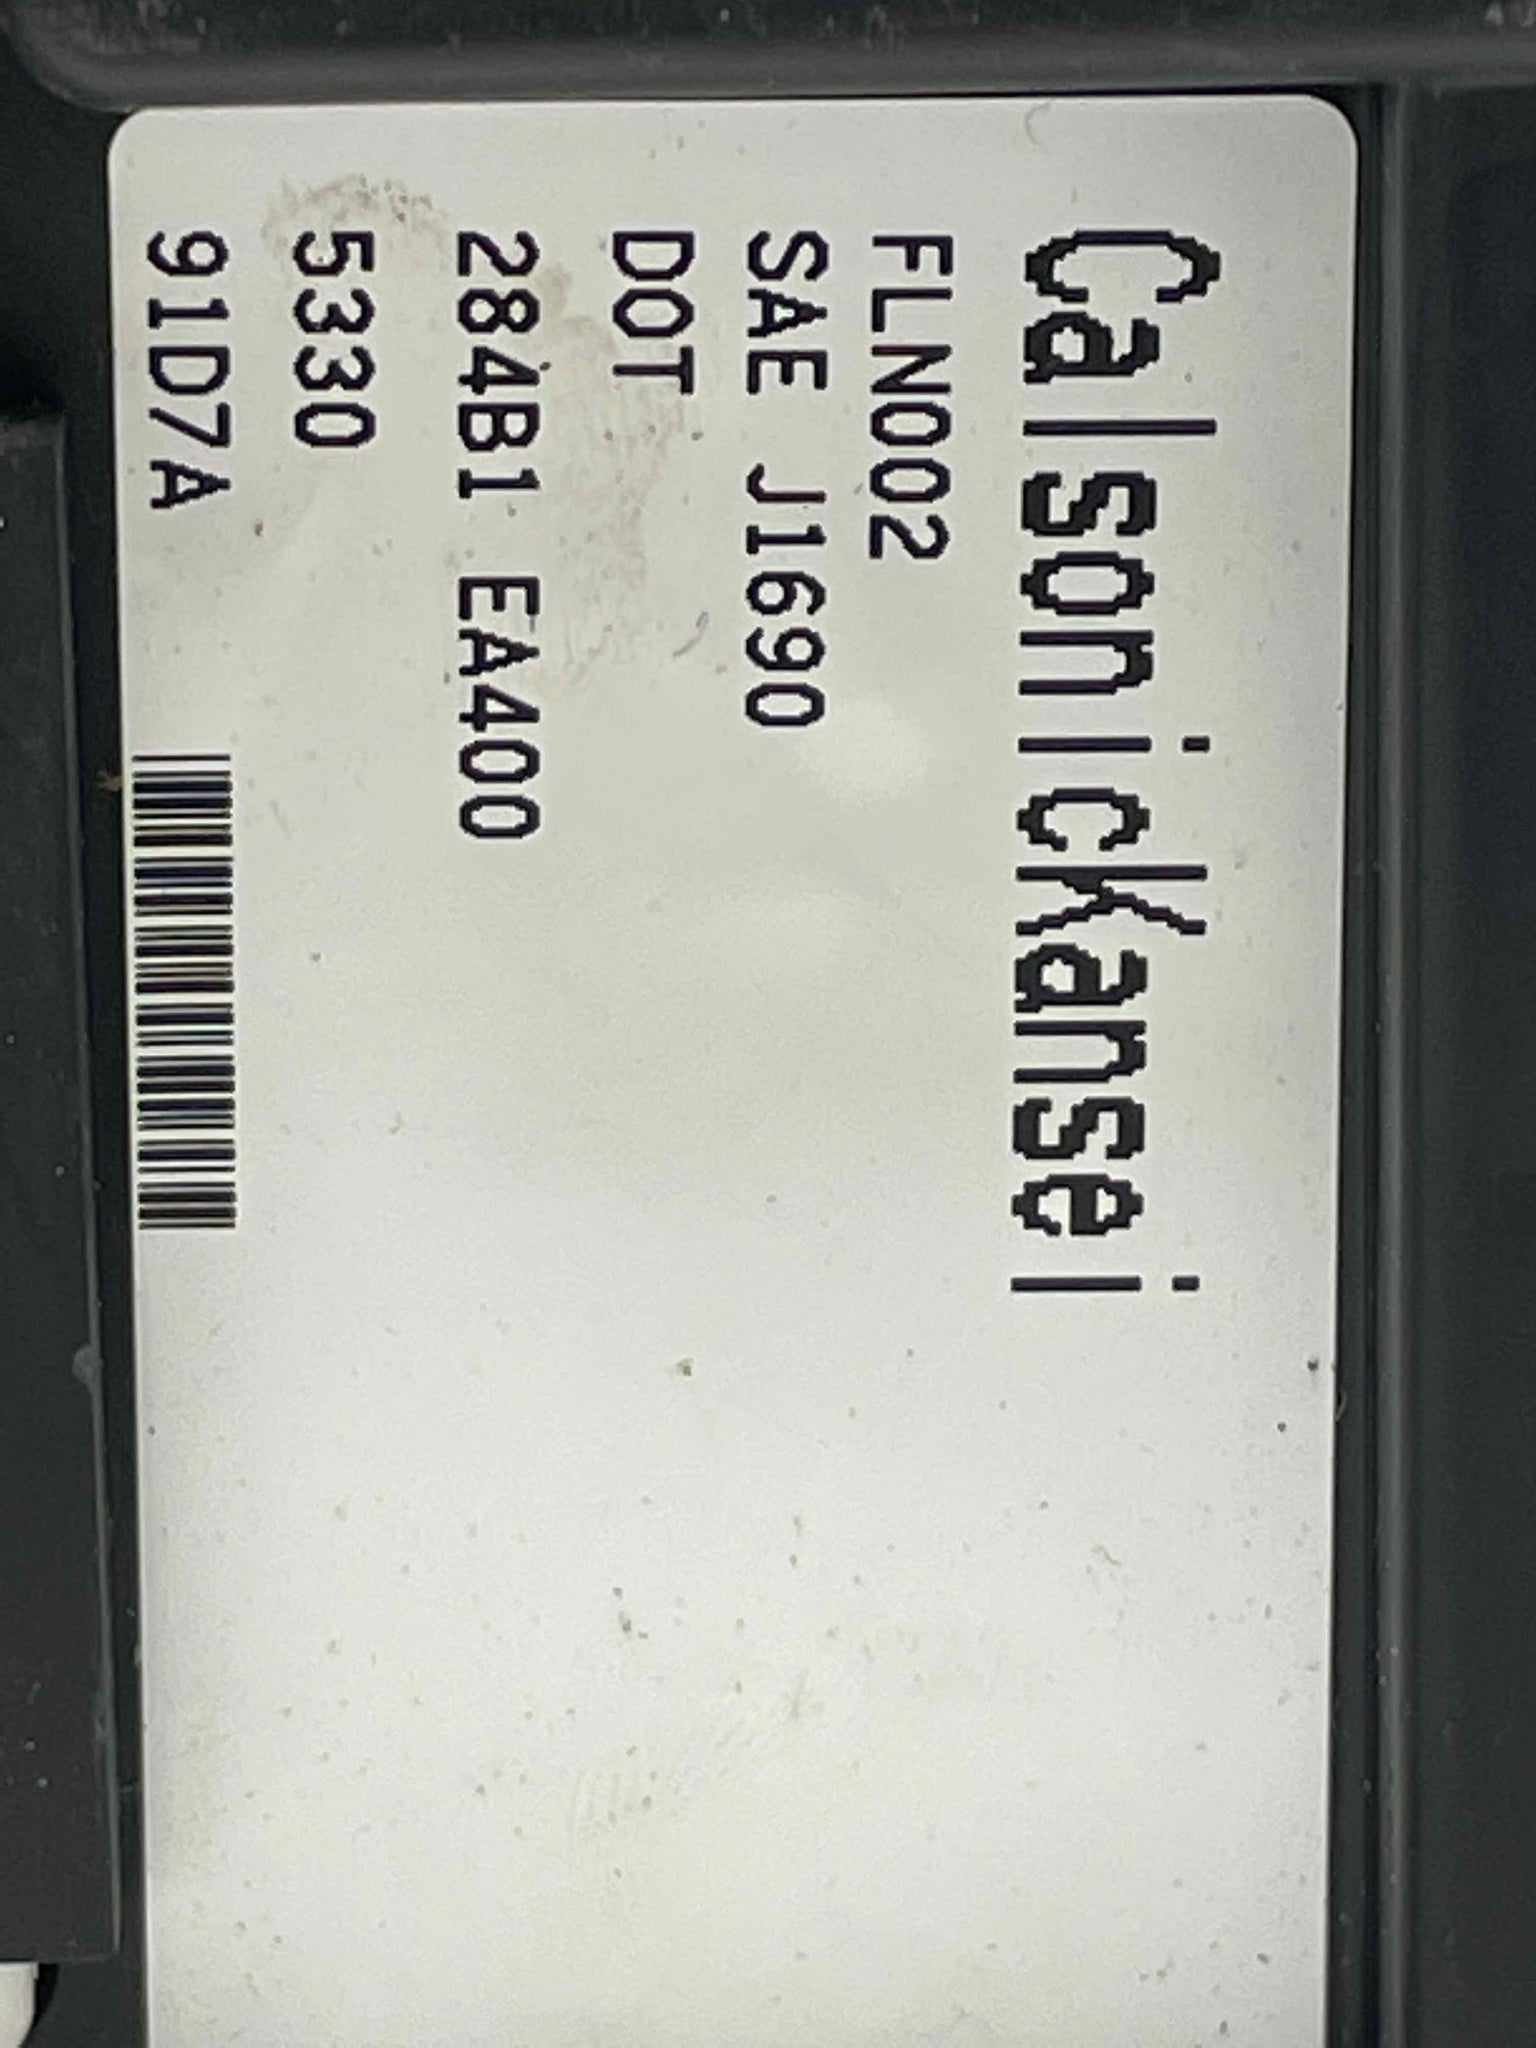 CalsonicKansei
FLN002
SAE J1690
DOT
284B1 EA400
5330
91D7A